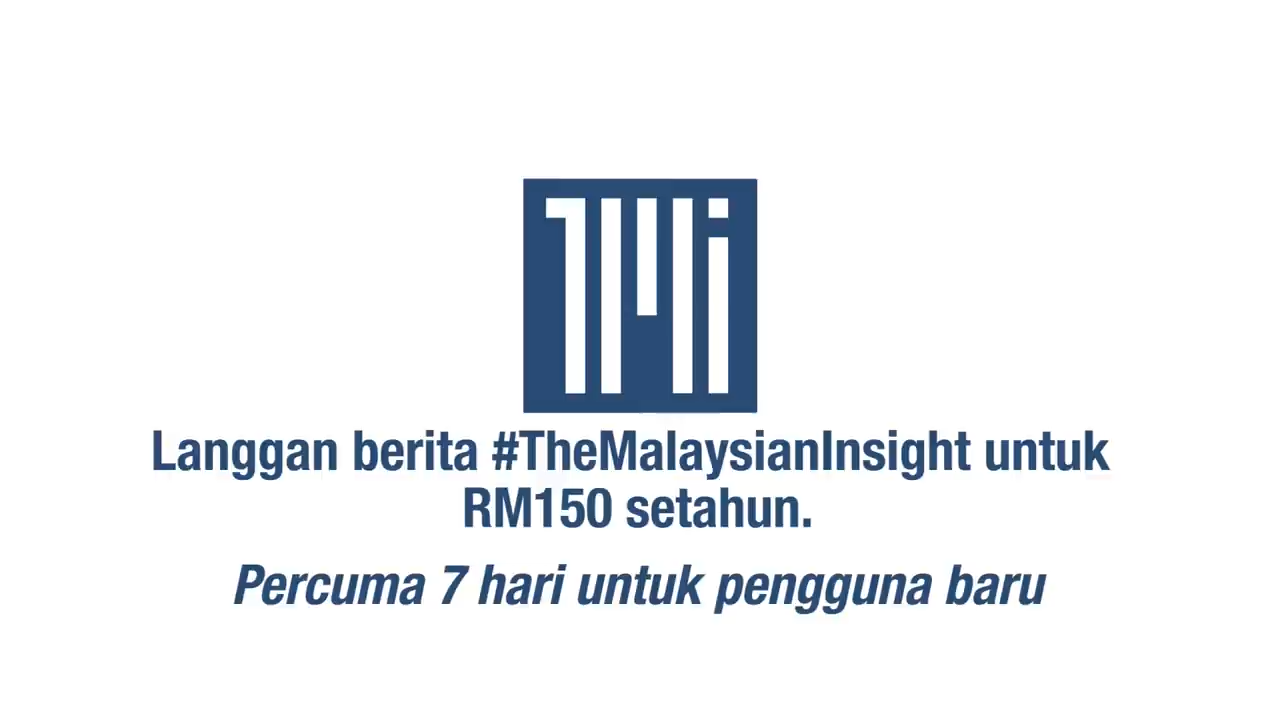 TMi
Langgan berita #TheMalaysianInsight untuk
RM150 setahun.
Percuma 7 hari untuk pengguna baru